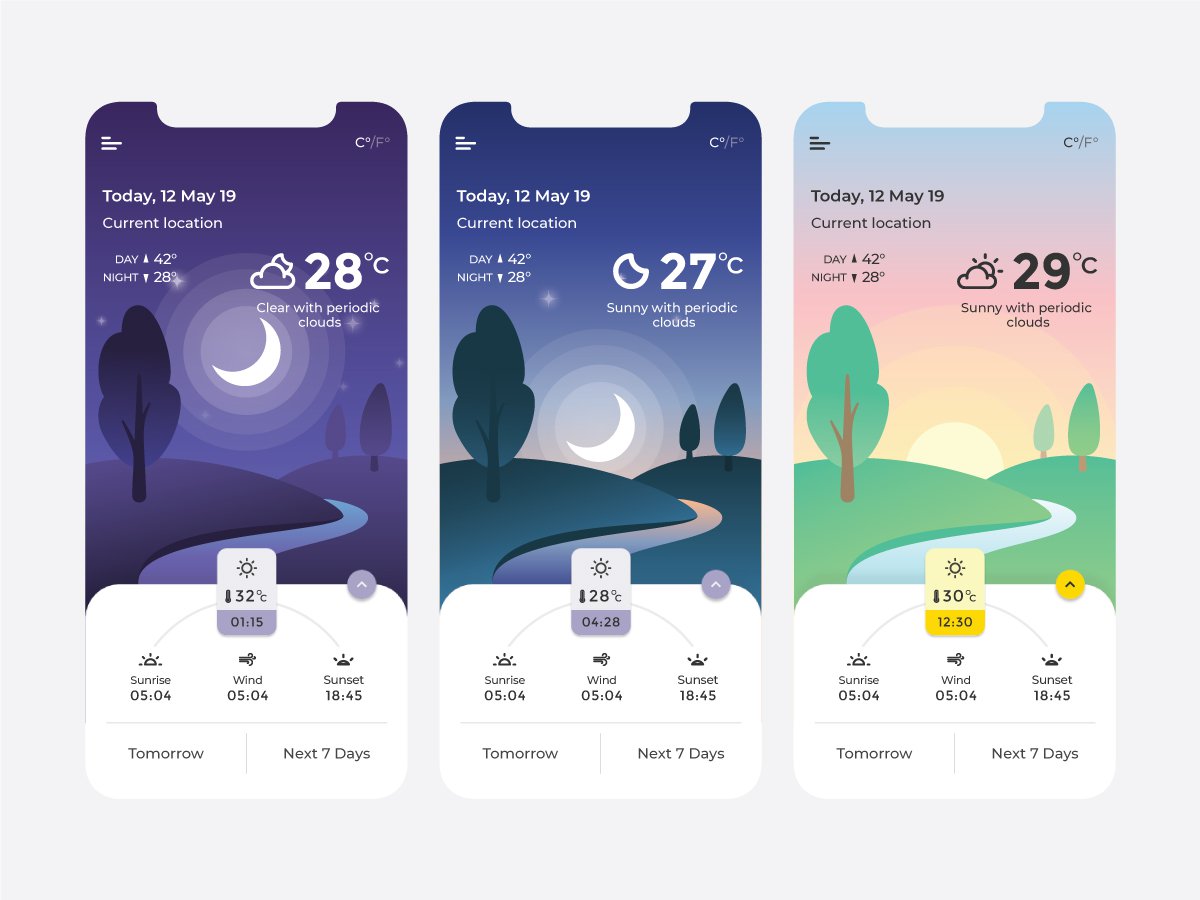 C°/F°
Today, 12 May 19
Current location
DAY 42°
NIGHT 28°
28°C
Clear with periodic
clouds
32°C
01:15
Sunrise
05:04
Wind
05:04
Sunset
18:45
Tomorrow
Next 7 Days
C°/F°
Today, 12 May 19
Current location
DAY 42°
NIGHT 28°
27°C
Sunny with periodic
clouds
28°C
04:28
Sunrise
05:04
Wind
05:04
Sunset
18:45
Tomorrow
Next 7 Days
C°/F°
Today, 12 May 19
Current location
DAY 42°
NIGHT 28°
29°C
Sunny with periodic
clouds
30°C
12:30
Sunrise
05:04
Wind
05:04
Sunset
18:45
Tomorrow
Next 7 Days